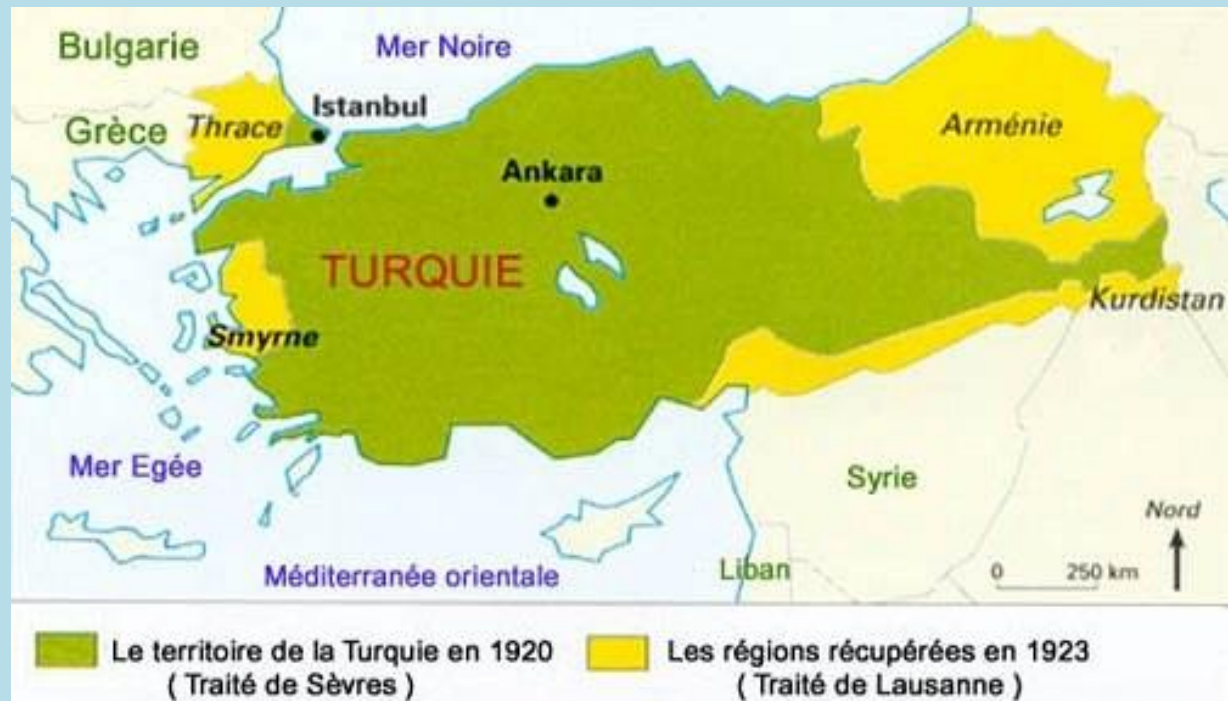 Bulgarie
Mer Noire
Istanbul
Grèce
Thrace
Arménie
Ankara
TURQUIE
Kurdistan
Smyrne
Mer Egée
Syrie
Nord
Méditerranée orientale
Liban
0 250 km
Le territoire de la Turquie en 1920
( Traité de Sèvres )
Les régions récupérées en 1923
( Traité de Lausanne )